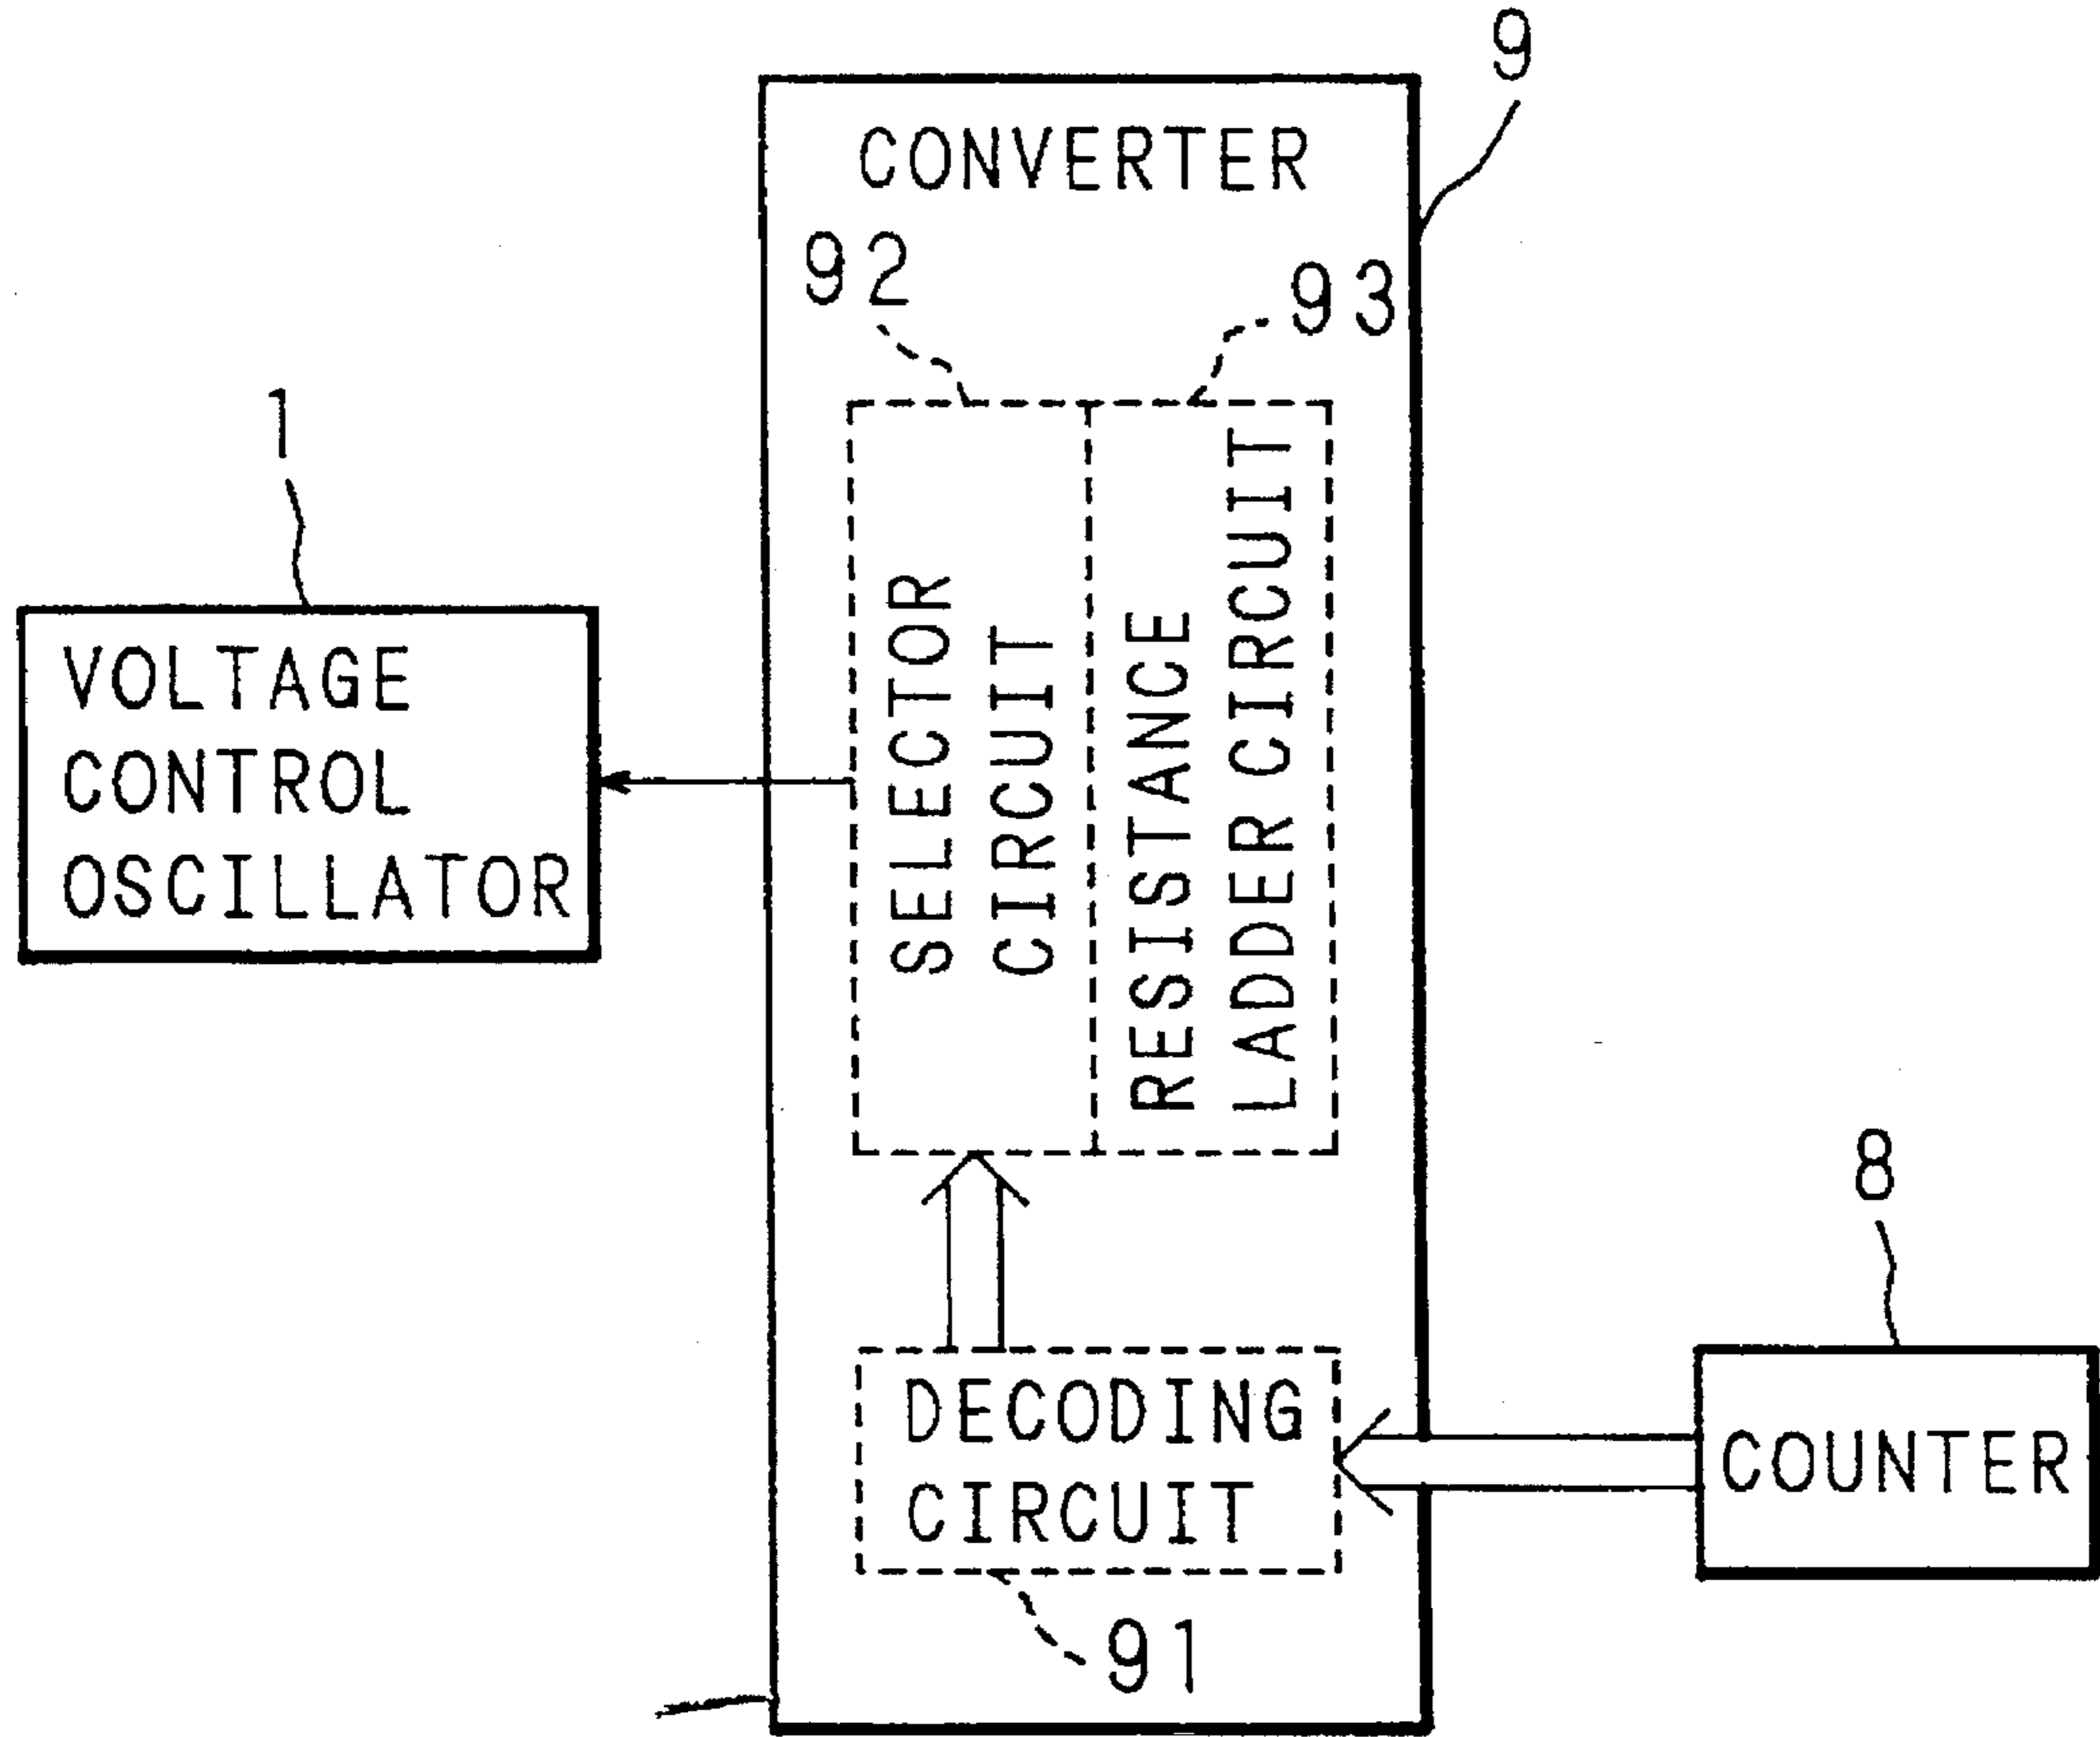 9
CONVERTER
92
93
1
VOLTAGE
CONTROL
OSCILLATOR
SELECTOR
CIRCUIT
RESISTANCE
LADDER CIRCUIT
8
DECODING
CIRCUIT
COUNTER
91